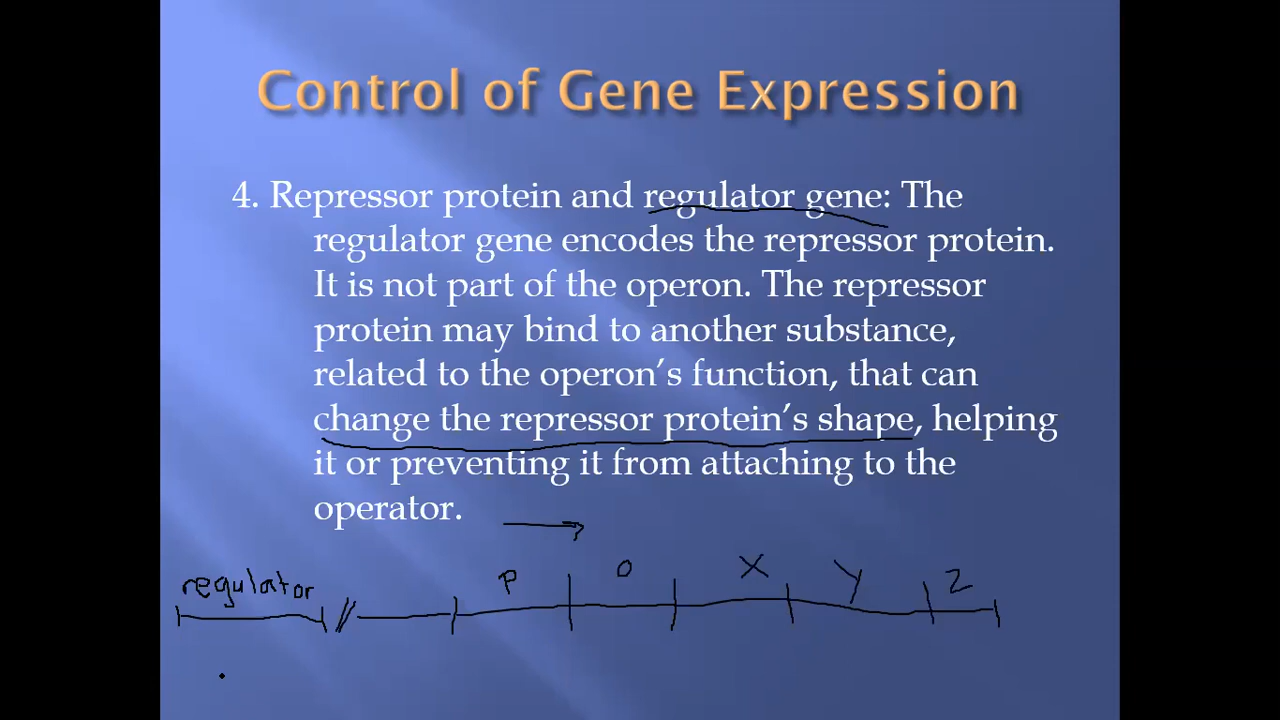 Control of Gene Expression
4. Repressor protein and regulator gene: The
regulator gene encodes the repressor protein.
It is not part of the operon. The repressor
protein may bind to another substance,
related to the operon’s function, that can
change the repressor protein’s shape, helping
it or preventing it from attaching to the
operator.
regulator // P O X Y Z